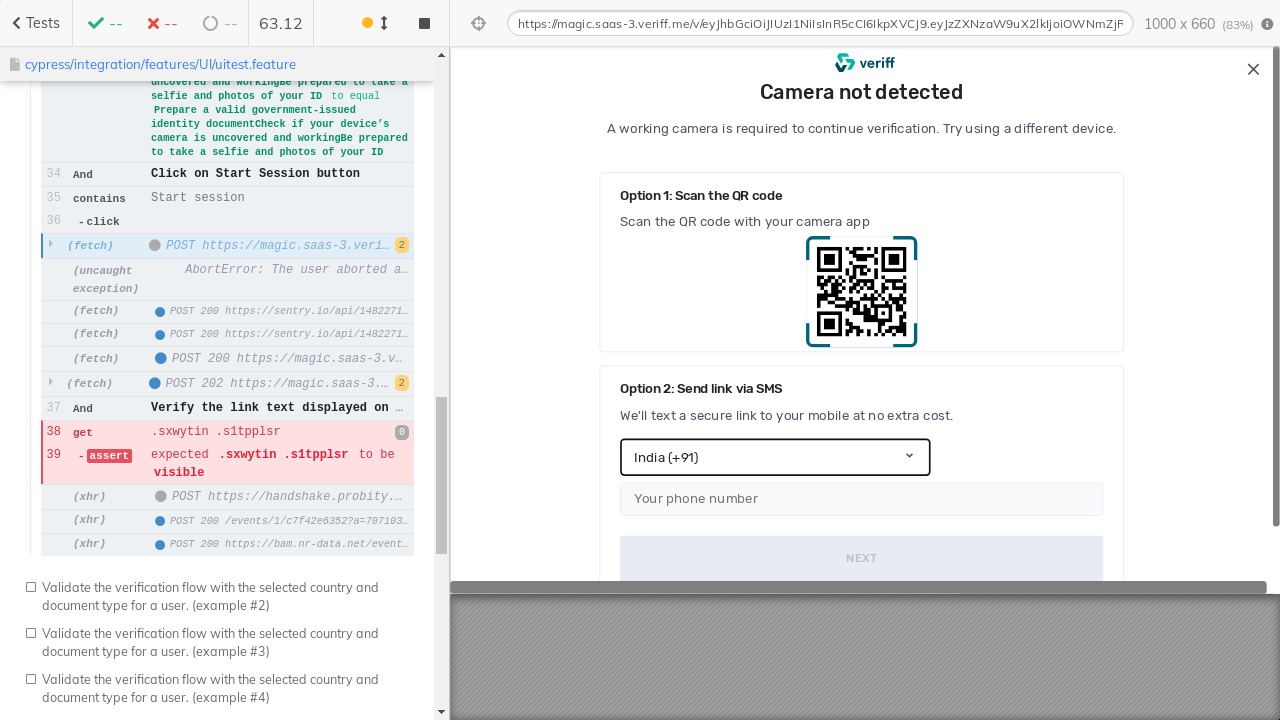 Tests
--
--
--
63.12
https://magic.saas-3.veriff.me/v/eyJhbGciOiJIUzI1NiIsInR5cCI6IkpXVCJ9.eyJzZXNzaW9uX2lkIjoiOWNmZjF
1000 x 660 (83%)
cypress/integration/features/UI/uitest.feature
uncovered and workingBe prepared to take a
selfie and photos of your ID to equal
Prepare a valid government-issued
identity documentCheck if your device’s
camera is uncovered and workingBe prepared
to take a selfie and photos of your ID
34 And Click on Start Session button
35 contains Start session
36 -click
(fetch) POST https://magic.saas-3.veri… 2
(uncaught AbortError: The user aborted a…
exception)
(fetch) POST 200 https://sentry.io/api/1482271…
(fetch) POST 200 https://sentry.io/api/1482271…
(fetch) POST 200 https://magic.saas-3.v…
(fetch) POST 202 https://magic.saas-3.… 2
37 And Verify the link text displayed on …
38 get .sxwytin .s1tpplsr 0
39 -assert expected .sxwytin .s1tpplsr to be
visible
(xhr) POST https://handshake.probity.…
(xhr) POST 200 /events/1/c7f42e6352?a=707103…
(xhr) POST 200 https://bam.nr-data.net/event…
Validate the verification flow with the selected country and
document type for a user. (example #2)
Validate the verification flow with the selected country and
document type for a user. (example #3)
Validate the verification flow with the selected country and
document type for a user. (example #4)
veriff
Camera not detected
A working camera is required to continue verification. Try using a different device.
Option 1: Scan the QR code
Scan the QR code with your camera app
Option 2: Send link via SMS
We'll text a secure link to your mobile at no extra cost.
India (+91)
Your phone number
NEXT